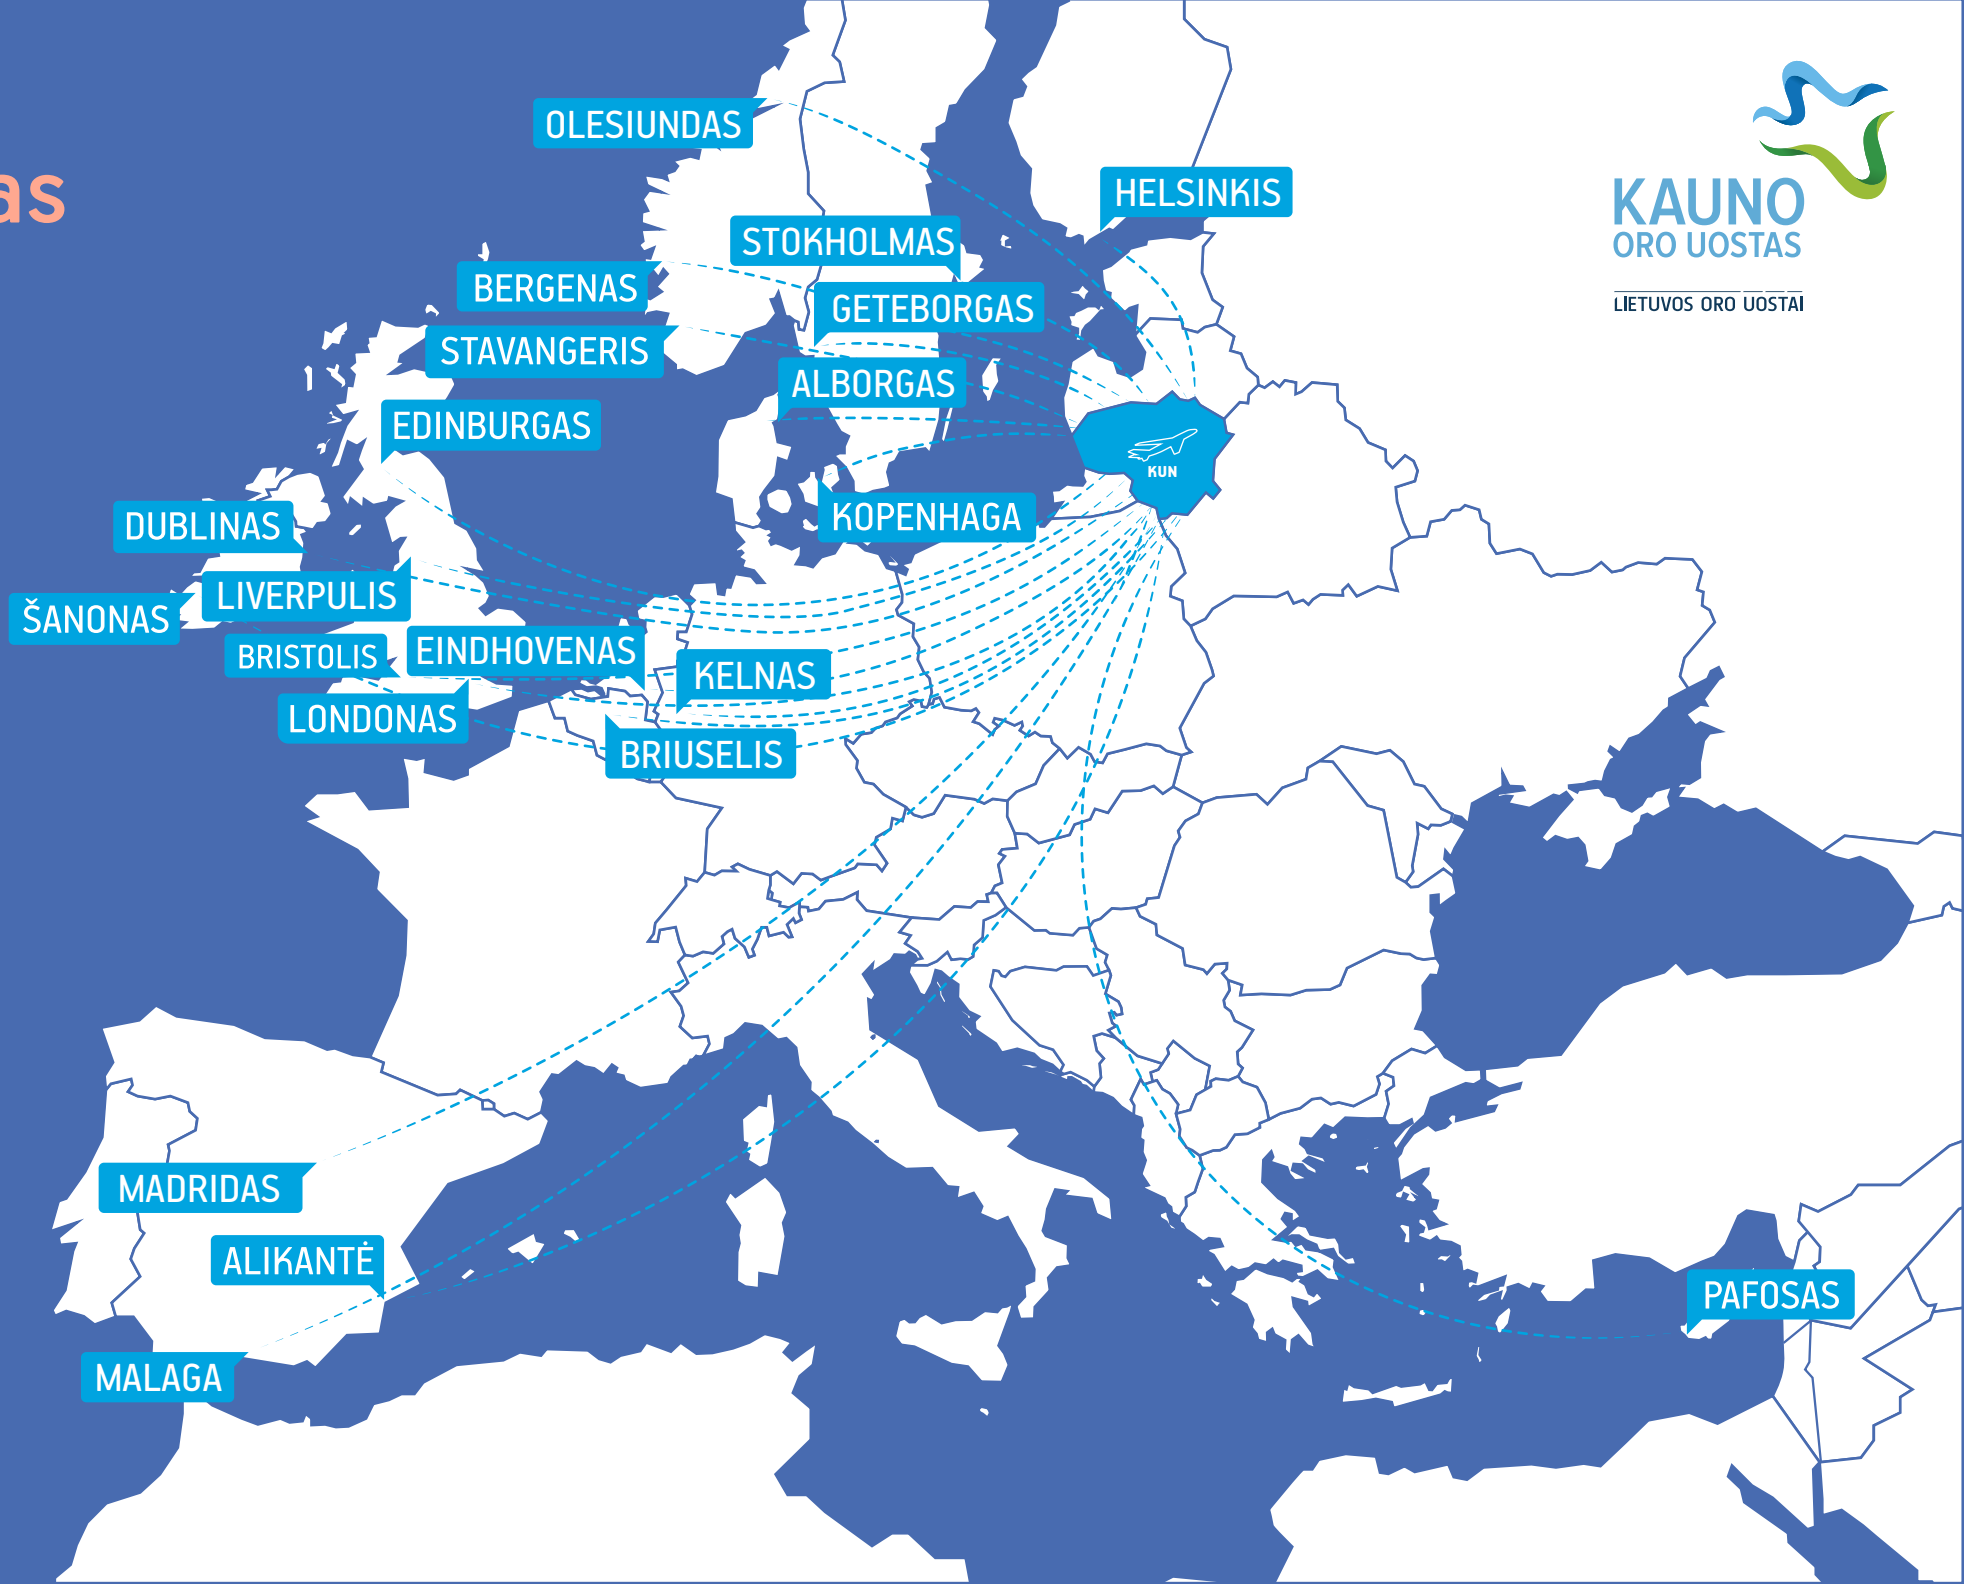 as
OLESIUNDAS
HELSINKIS
STOKHOLMAS
BERGENAS
GETEBORGAS
STAVANGERIS
ALBORGAS
EDINBURGAS
KUN
DUBLINAS
KOPENHAGA
LIVERPULIS
ŠANONAS
BRISTOLIS
EINDHOVENAS
KELNAS
LONDONAS
BRIUSELIS
MADRIDAS
ALIKANTĖ
PAFOSAS
MALAGA
KAUNO
ORO UOSTAS
LIETUVOS ORO UOSTAI